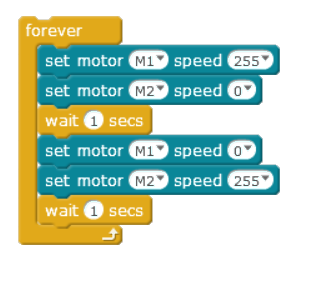 forever
set motor M1 speed 255
set motor M2 speed 0
wait 1 secs
set motor M1 speed 0
set motor M2 speed 255
wait 1 secs